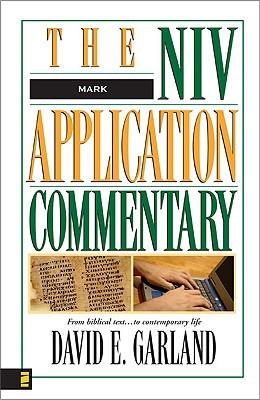 THE NIV
MARK
APPLICATION
COMMENTARY
From biblical text...to contemporary life
DAVID E. GARLAND